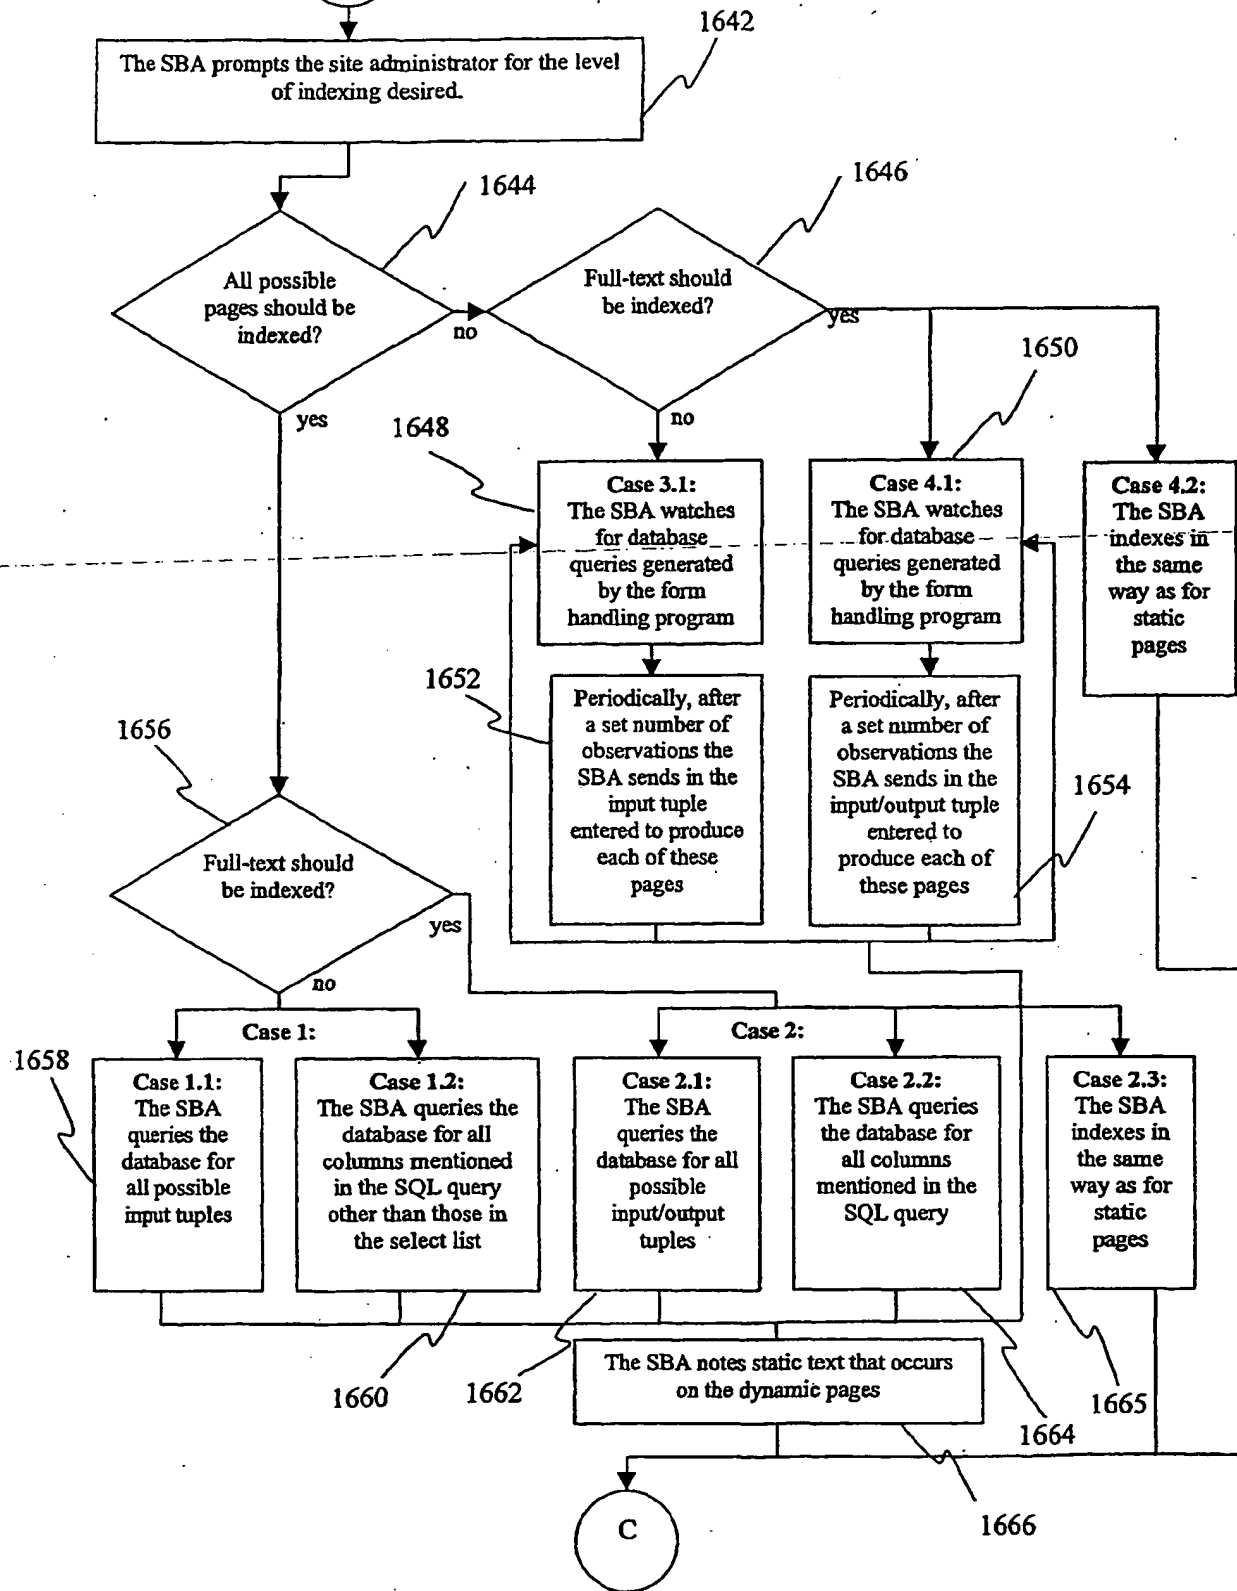 1642
The SBA prompts the site administrator for the level
of indexing desired.
1644
1646
All possible
pages should be
indexed?
no
yes
Full-text should
be indexed?
yes
no
1650
1648
Case 3.1:
The SBA watches
for database
queries generated
by the form
handling program
Case 4.1:
The SBA watches
for database
queries generated
by the form
handling program
Case 4.2:
The SBA
indexes in
the same
way as for
static
pages
1652
Periodically, after
a set number of
observations the
SBA sends in the
input tuple
entered to produce
each of these
pages
Periodically, after
a set number of
observations the
SBA sends in the
input/output tuple
entered to
produce each of
these pages
1654
1656
Full-text should
be indexed?
yes
no
Case 1:
Case 2:
1658
Case 1.1:
The SBA
queries the
database for
all possible
input tuples
Case 1.2:
The SBA queries the
database for all
columns mentioned
in the SQL query
other than those in
the select list
Case 2.1:
The SBA
queries the
database for all
possible
input/output
tuples
Case 2.2:
The SBA queries
the database for
all columns
mentioned in the
SQL query
Case 2.3:
The SBA
indexes in
the same
way as for
static
pages
The SBA notes static text that occurs
on the dynamic pages
1660
1662
1664
1665
C
1666